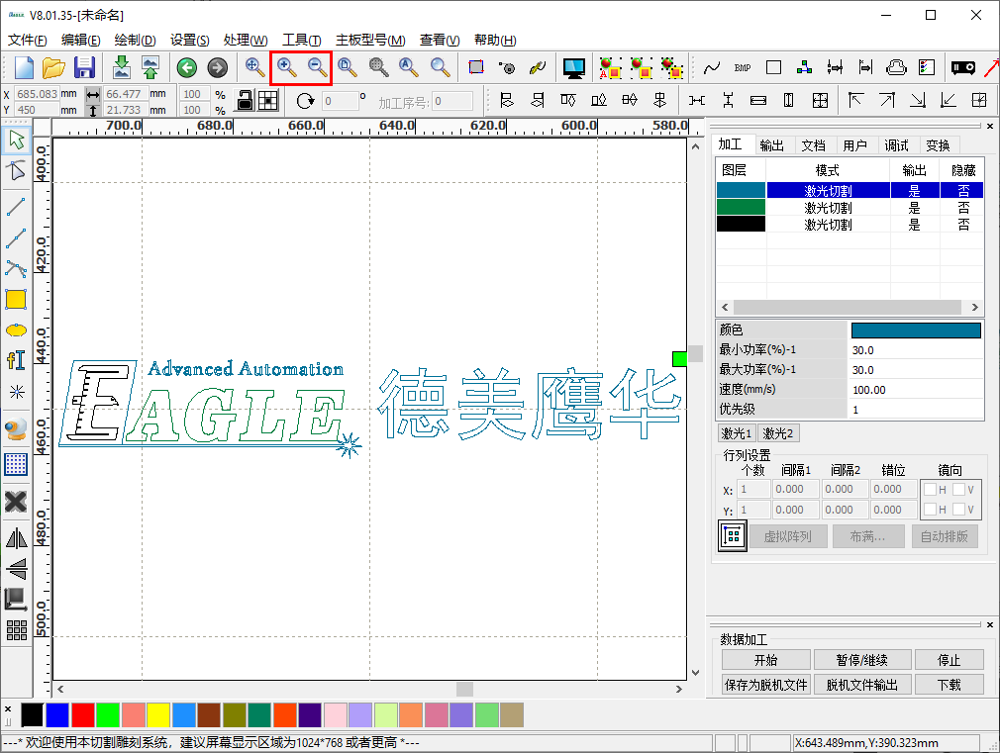 V8.01.35-[未命名]
文件(F) 编辑(E) 绘制(D) 设置(S) 处理(W) 工具(T) 主板型号(M) 查看(V) 帮助(H)
BMP
X 685.083 mm 66.477 mm 100 %
Y 450 mm 21.733 mm 100 %
0 ° 加工序号: 0
700.0 680.0 660.0 640.0 620.0 600.0 580.0
400.0
420.0
440.0
460.0
480.0
500.0
Advanced Automation
EAGLE
德美鹰华
加工 输出 文档 用户 调试 变换
图层 模式 输出 隐藏
激光切割 是 否
激光切割 是 否
激光切割 是 否
颜色
最小功率(%)-1 30.0
最大功率(%)-1 30.0
速度(mm/s) 100.00
优先级 1
激光1 激光2
行列设置
个数 间隔1 间隔2 错位 镜向
X: 1 0.000 0.000 0.000 H V
Y: 1 0.000 0.000 0.000 H V
虚拟阵列 布满... 自动排版
数据加工
开始 暂停/继续 停止
保存为脱机文件 脱机文件输出 下载
---* 欢迎使用本切割雕刻系统，建议屏幕显示区域为1024*768 或者更高 *---
X:643.489mm,Y:390.323mm